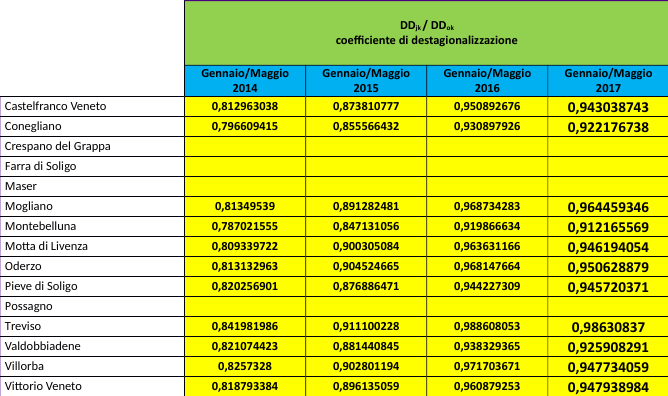 DDjk / DDok
coefficiente di destagionalizzazione
Gennaio/Maggio 2014 Gennaio/Maggio 2015 Gennaio/Maggio 2016 Gennaio/Maggio 2017
Castelfranco Veneto 0,812963038 0,873810777 0,950892676 0,943038743
Conegliano 0,796609415 0,855566432 0,930897926 0,922176738
Crespano del Grappa
Farra di Soligo
Maser
Mogliano 0,81349539 0,891282481 0,968734283 0,964459346
Montebelluna 0,787021555 0,847131056 0,919866634 0,912165569
Motta di Livenza 0,809339722 0,900305084 0,963631166 0,946194054
Oderzo 0,813132963 0,904524665 0,968147664 0,950628879
Pieve di Soligo 0,820256901 0,876886471 0,944227309 0,945720371
Possagno
Treviso 0,841981986 0,911100228 0,988608053 0,98630837
Valdobbiadene 0,821074423 0,881440845 0,938329365 0,925908291
Villorba 0,8257328 0,902801194 0,971703671 0,947734059
Vittorio Veneto 0,818793384 0,896135059 0,960879253 0,947938984